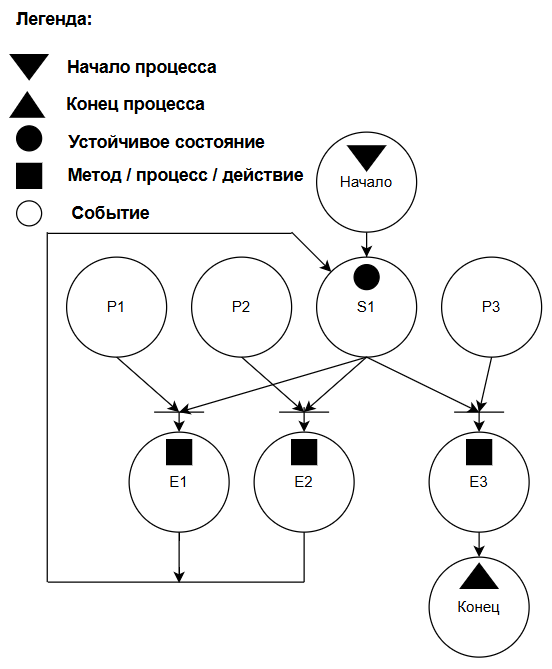 Легенда:
Начало процесса
Конец процесса
Устойчивое состояние
Метод / процесс / действие
Событие
Начало
P1
P2
S1
P3
E1
E2
E3
Конец